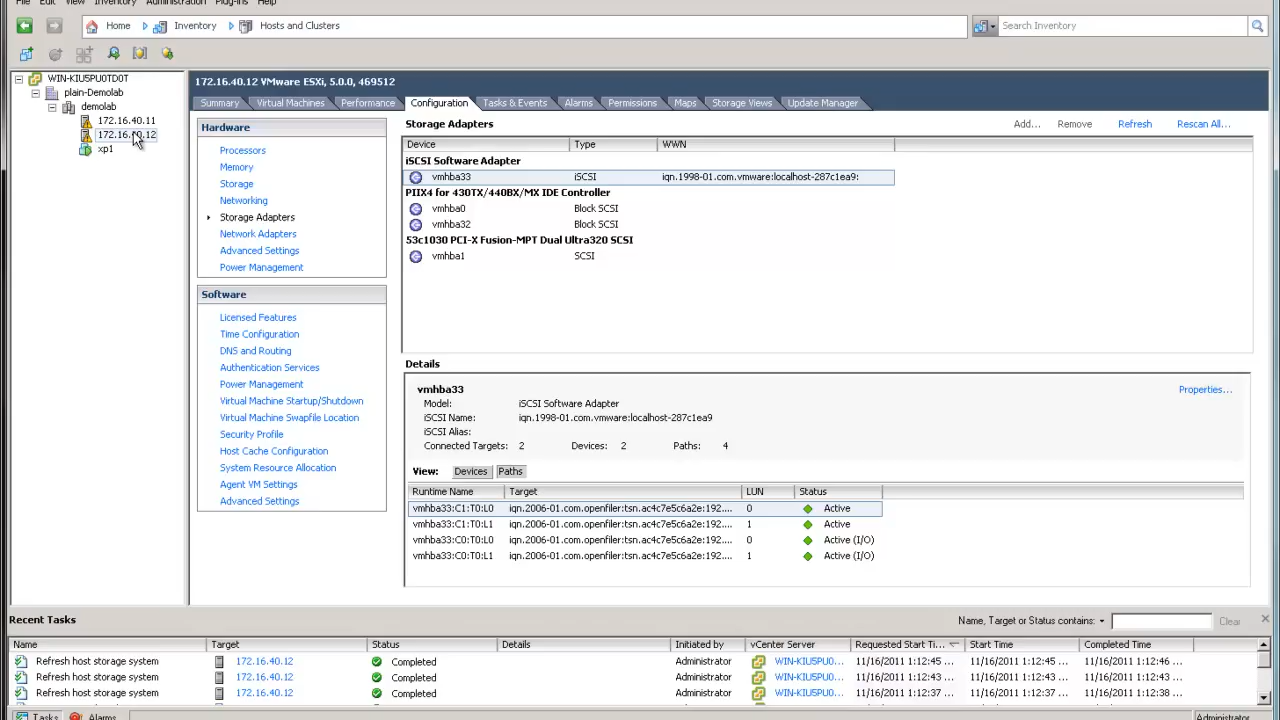 File Edit View Inventory Administration Plug-ins Help
Home Inventory Hosts and Clusters Search Inventory
WIN-KIU5PU0TDOT
plain-Demolab
demolab
172.16.40.11
172.16.40.12
xp1
172.16.40.12 VMware ESXi, 5.0.0, 469512
Summary Virtual Machines Performance Configuration Tasks & Events Alarms Permissions Maps Storage Views Update Manager
Hardware
Processors
Memory
Storage
Networking
Storage Adapters
Network Adapters
Advanced Settings
Power Management
Software
Licensed Features
Time Configuration
DNS and Routing
Authentication Services
Power Management
Virtual Machine Startup/Shutdown
Virtual Machine Swapfile Location
Security Profile
Host Cache Configuration
System Resource Allocation
Agent VM Settings
Advanced Settings
Storage Adapters Add... Remove Refresh Rescan All...
Device Type WWN
iSCSI Software Adapter
vmhba33 iSCSI iqn.1998-01.com.vmware:localhost-287c1ea9:
PIIX4 for 430TX/440BX/MX IDE Controller
vmhba0 Block SCSI
vmhba32 Block SCSI
53c1030 PCI-X Fusion-MPT Dual Ultra320 SCSI
vmhba1 SCSI
Details
vmhba33 Properties...
Model: iSCSI Software Adapter
iSCSI Name: iqn.1998-01.com.vmware:localhost-287c1ea9
iSCSI Alias:
Connected Targets: 2 Devices: 2 Paths: 4
View: Devices Paths
Runtime Name Target LUN Status
vmhba33:C1:T0:L0 iqn.2006-01.com.openfiler:tsn.ac4c7e5c6a2e:192.... 0 Active
vmhba33:C1:T0:L1 iqn.2006-01.com.openfiler:tsn.ac4c7e5c6a2e:192.... 1 Active
vmhba33:C0:T0:L0 iqn.2006-01.com.openfiler:tsn.ac4c7e5c6a2e:192.... 0 Active (I/O)
vmhba33:C0:T0:L1 iqn.2006-01.com.openfiler:tsn.ac4c7e5c6a2e:192.... 1 Active (I/O)
Recent Tasks Name, Target or Status contains: Clear
Name Target Status Details Initiated by vCenter Server Requested Start Ti... Start Time Completed Time
Refresh host storage system 172.16.40.12 Completed Administrator WIN-KIU5PU0... 11/16/2011 1:12:45 ... 11/16/2011 1:12:45 ... 11/16/2011 1:12:46 ...
Refresh host storage system 172.16.40.12 Completed Administrator WIN-KIU5PU0... 11/16/2011 1:12:43 ... 11/16/2011 1:12:43 ... 11/16/2011 1:12:43 ...
Refresh host storage system 172.16.40.12 Completed Administrator WIN-KIU5PU0... 11/16/2011 1:12:37 ... 11/16/2011 1:12:37 ... 11/16/2011 1:12:38 ...
Tasks Alarms Administrator